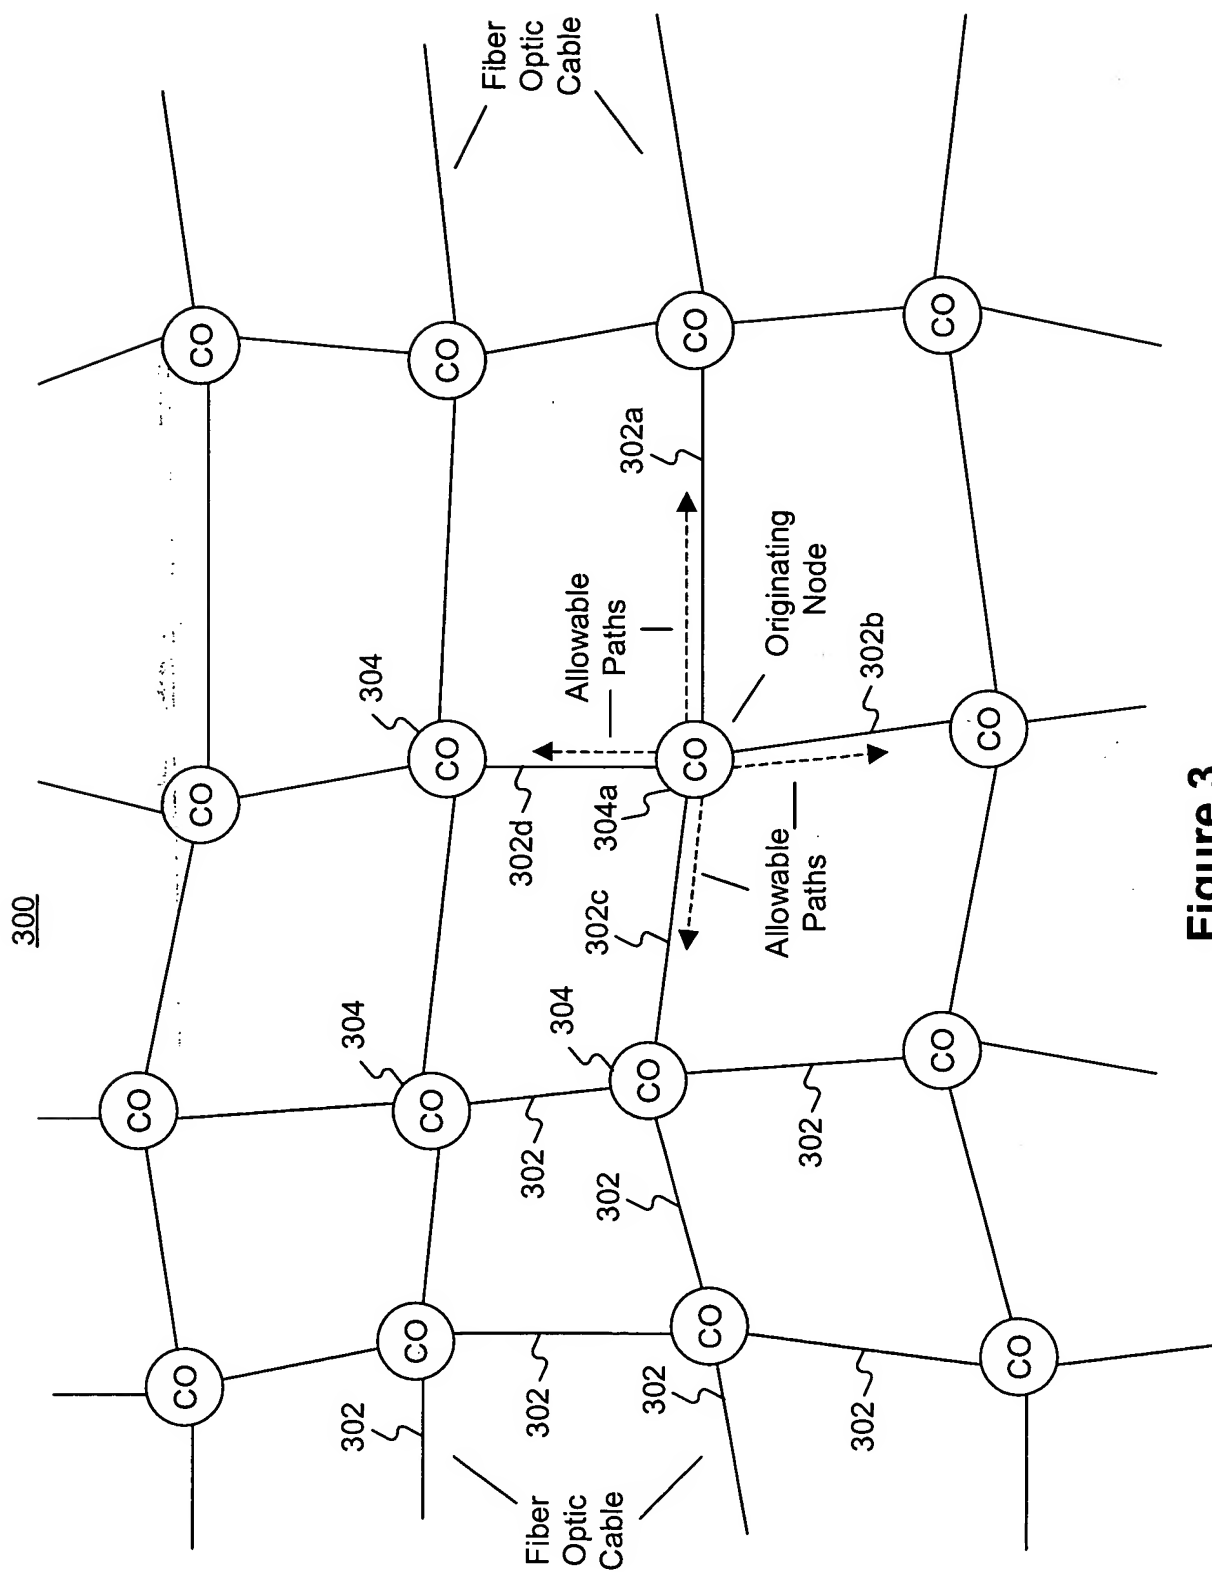 300
CO
CO
CO
CO
302
304
304
CO
CO
CO
CO
Fiber
Optic
Cable
Fiber
Optic
Cable
302
302
302d
304
Allowable
Paths
302
302c
304a
302a
302
CO
CO
CO
CO
Allowable
Paths
Originating
Node
302
302
302b
CO
CO
CO
CO
Figure 3